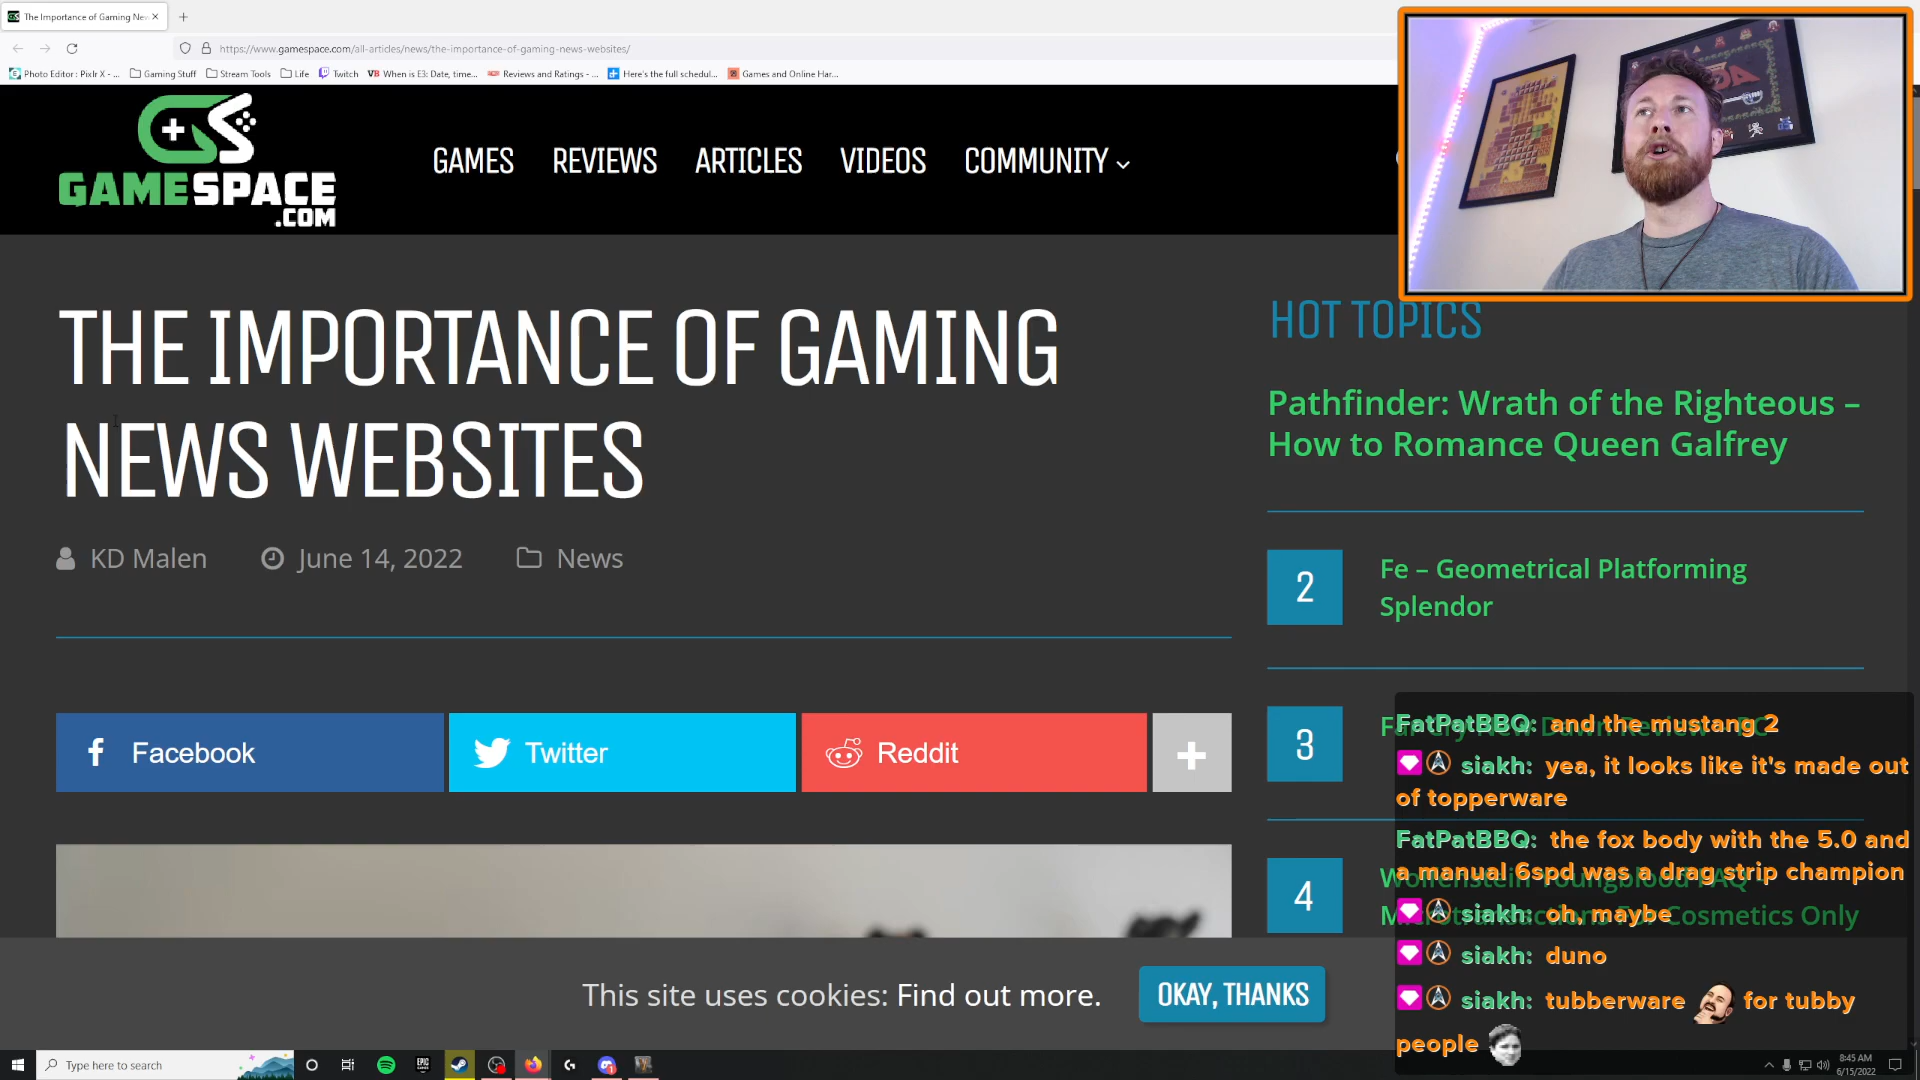 The Importance of Gaming New
https://www.gamespace.com/all-articles/news/the-importance-of-gaming-news-websites/
Photo Editor : Pixlr X - ...
Gaming Stuff
Stream Tools
Life
Twitch
VB When is E3: Date, time...
Reviews and Ratings - ...
Here's the full schedul...
Games and Online Har...
GAMESPACE
.COM
GAMES
REVIEWS
ARTICLES
VIDEOS
COMMUNITY
THE IMPORTANCE OF GAMING
NEWS WEBSITES
KD Malen
June 14, 2022
News
Facebook
Twitter
Reddit
+
HOT TOPICS
Pathfinder: Wrath of the Righteous –
How to Romance Queen Galfrey
2
Fe – Geometrical Platforming
Splendor
3
4
Cosmetics Only
FatPatBBQ: and the mustang 2
siakh: yea, it looks like it's made out
of topperware
FatPatBBQ: the fox body with the 5.0 and
a manual 6spd was a drag strip champion
siakh: oh, maybe
siakh: duno
siakh: tubberware for tubby
people
This site uses cookies: Find out more.
OKAY, THANKS
Type here to search
EPIC
8:45 AM
6/15/2022